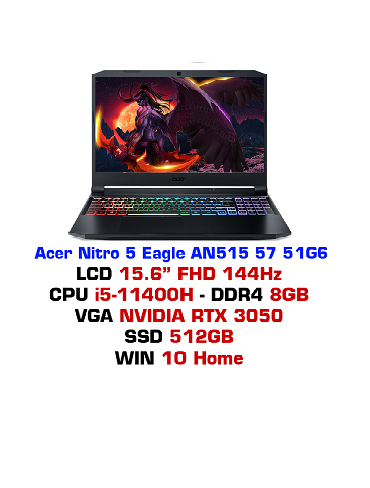 acer
Acer Nitro 5 Eagle AN515 57 51G6
LCD 15.6” FHD 144Hz
CPU i5-11400H - DDR4 8GB
VGA NVIDIA RTX 3050
SSD 512GB
WIN 10 Home